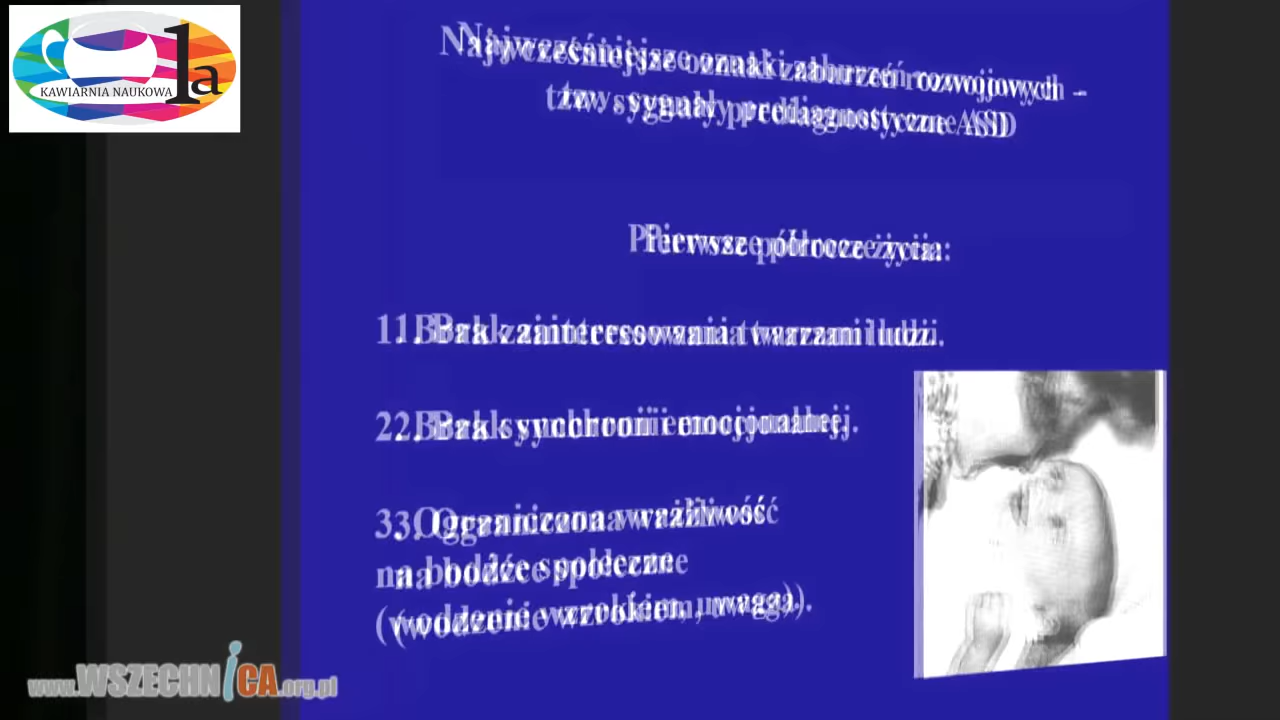 KAWIARNIA NAUKOWA 1a
Najwcześniejsze oznaki zaburzeń rozwojowych –
tzw. sygnały prediagnostyczne ASD
Pierwsze półrocze życia:
1. Brak zainteresowania twarzami ludzi.
2. Brak synchronii emocjonalnej.
3. Ograniczona wrażliwość
na bodźce społeczne
(wodzenie wzrokiem, uwaga).
www.WSZECHNICA.org.pl